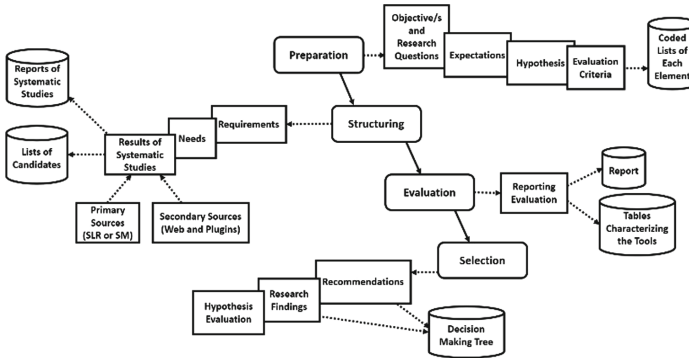 Objective/s
and
Research
Questions
Expectations
Hypothesis
Evaluation
Criteria
Coded
Lists of
Each
Element
Preparation
Reports of
Systematic
Studies
Requirements
Needs
Results of
Systematic
Studies
Structuring
Lists of
Candidates
Primary
Sources
(SLR or SM)
Secondary Sources
(Web and Plugins)
Evaluation
Reporting
Evaluation
Report
Tables
Characterizing
the Tools
Selection
Recommendations
Research
Findings
Hypothesis
Evaluation
Decision
Making Tree